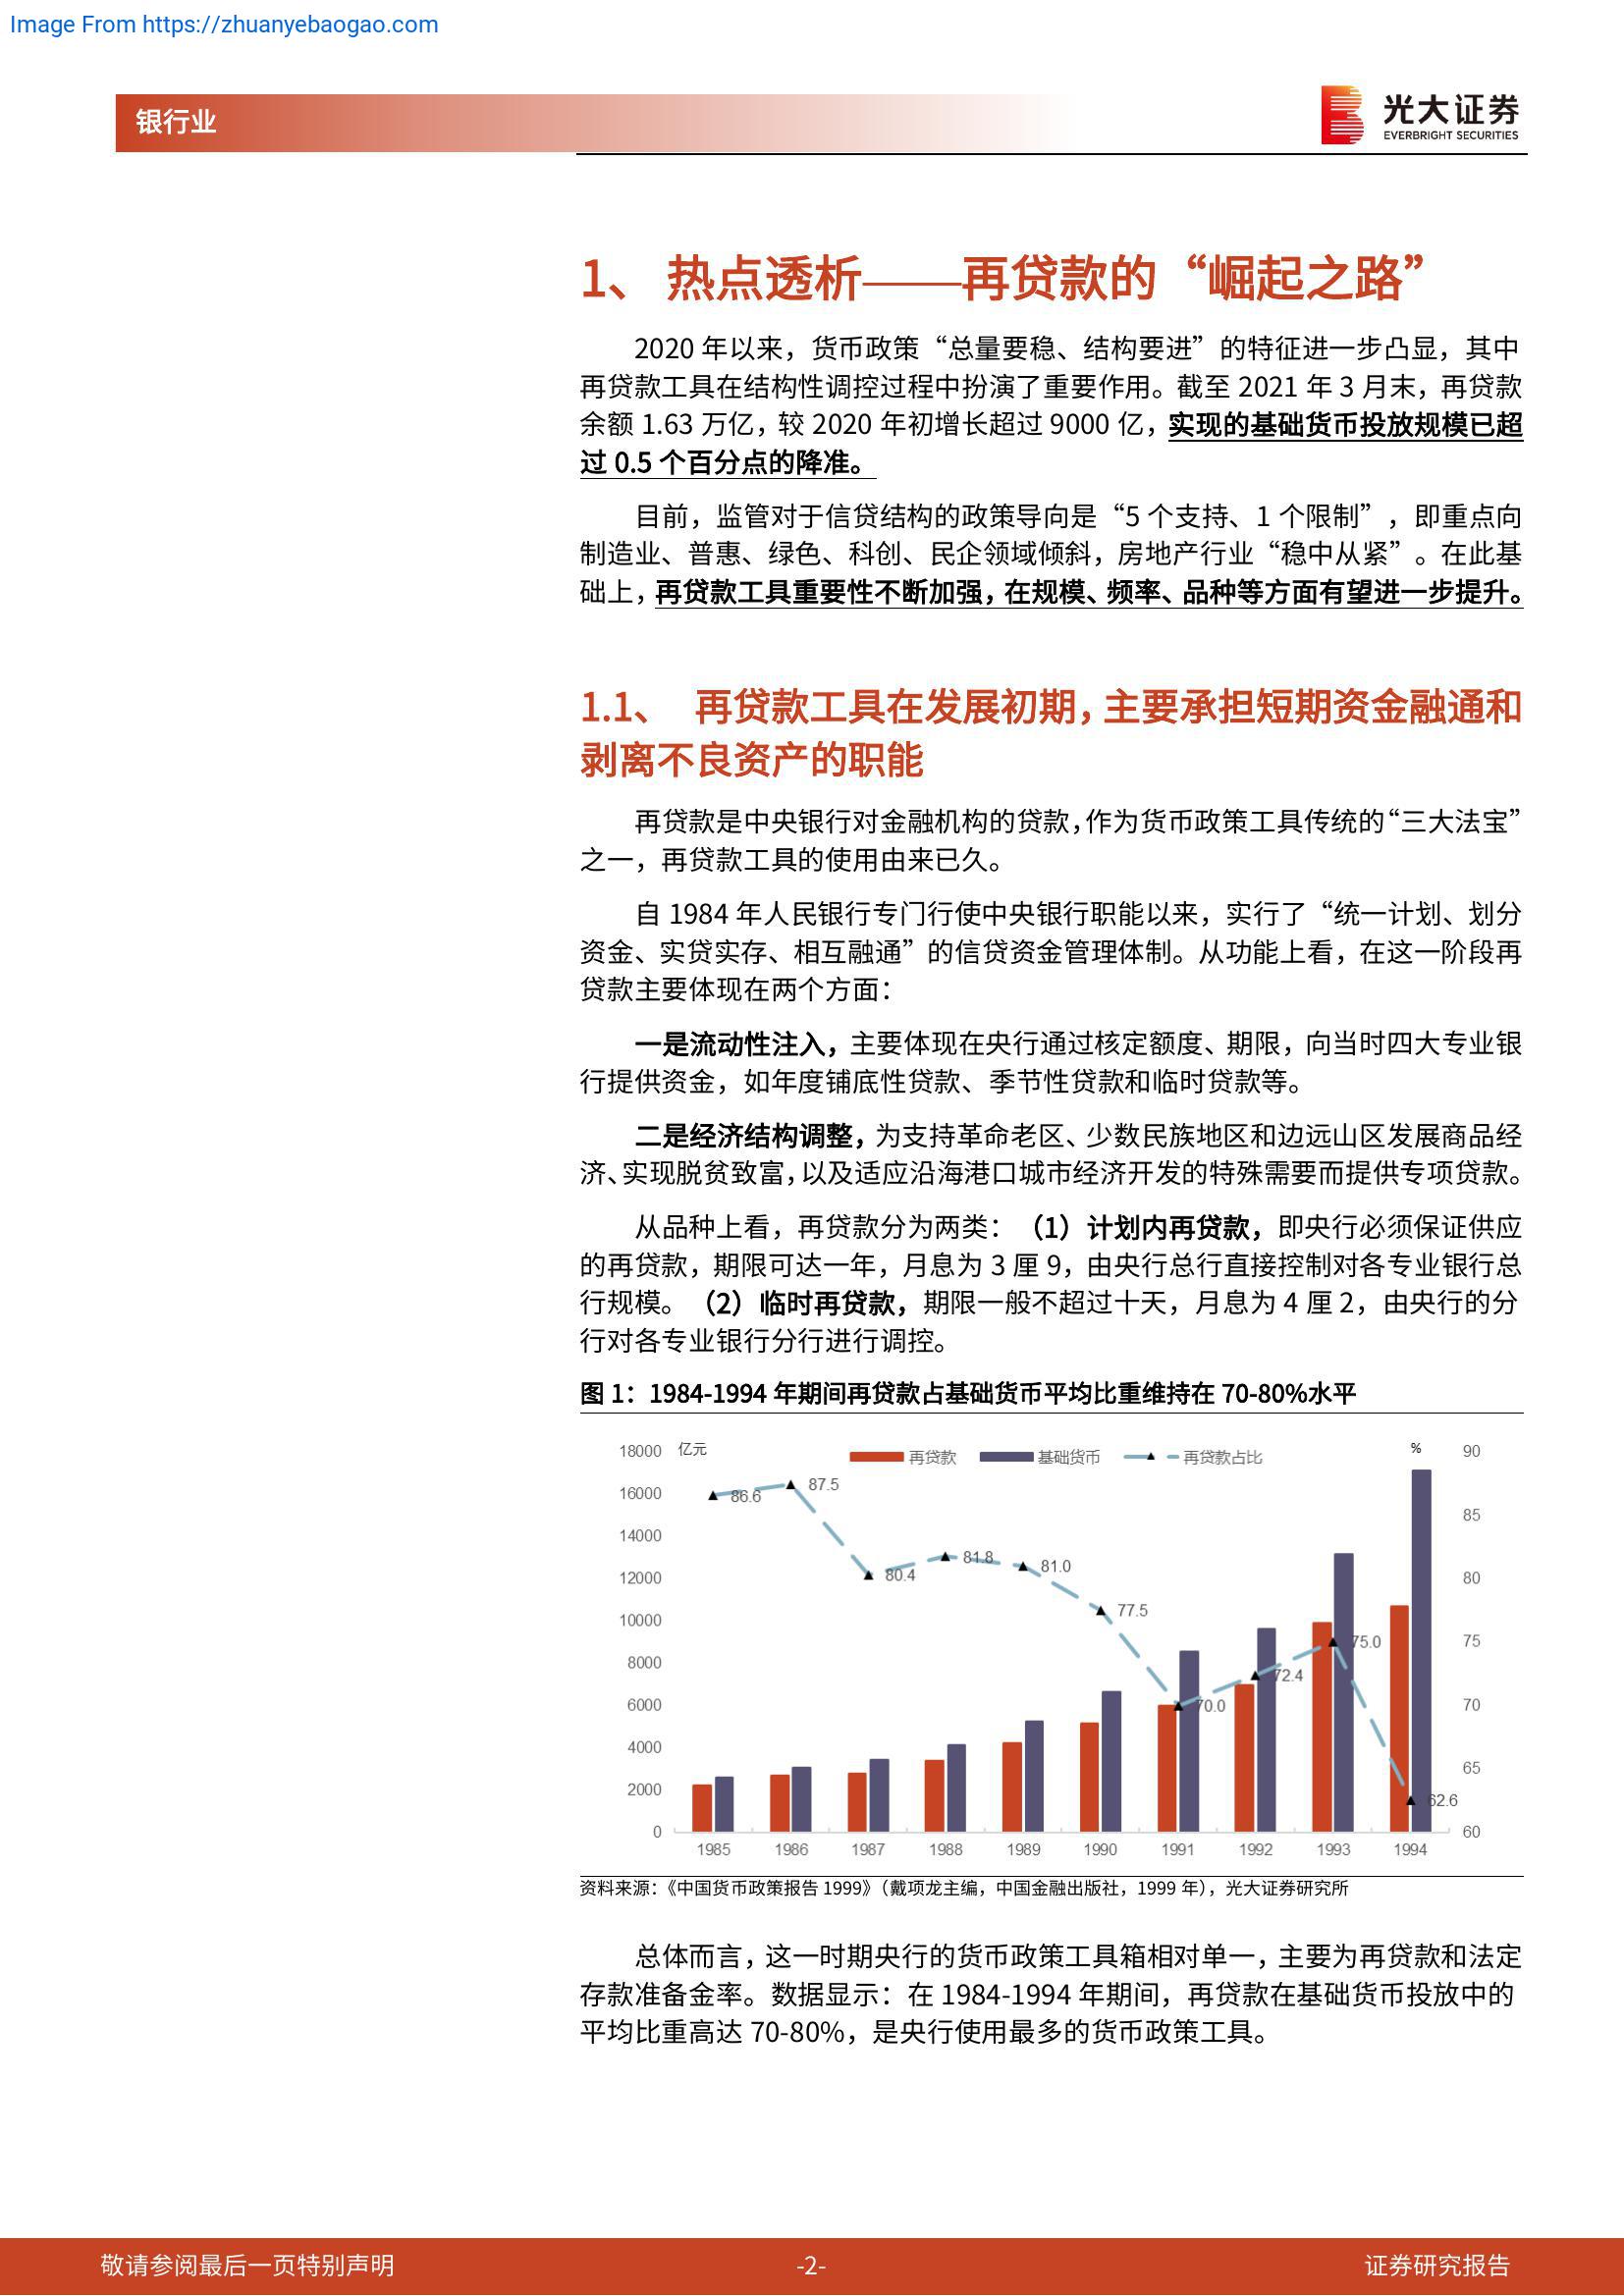 Image From https://zhuanyebaogao.com
银行业
光大证券
EVERBRIGHT SECURITIES
1、 热点透析——再贷款的“崛起之路”
2020 年以来，货币政策“总量要稳、结构要进”的特征进一步凸显，其中
再贷款工具在结构性调控过程中扮演了重要作用。截至 2021 年 3 月末，再贷款
余额 1.63 万亿，较 2020 年初增长超过 9000 亿，实现的基础货币投放规模已超
过 0.5 个百分点的降准。
目前，监管对于信贷结构的政策导向是“5 个支持、1 个限制”，即重点向
制造业、普惠、绿色、科创、民企领域倾斜，房地产行业“稳中从紧”。在此基
础上，再贷款工具重要性不断加强，在规模、频率、品种等方面有望进一步提升。
1.1、 再贷款工具在发展初期，主要承担短期资金融通和
剥离不良资产的职能
再贷款是中央银行对金融机构的贷款，作为货币政策工具传统的“三大法宝”
之一，再贷款工具的使用由来已久。
自 1984 年人民银行专门行使中央银行职能以来，实行了“统一计划、划分
资金、实贷实存、相互融通”的信贷资金管理体制。从功能上看，在这一阶段再
贷款主要体现在两个方面：
一是流动性注入，主要体现在央行通过核定额度、期限，向当时四大专业银
行提供资金，如年度铺底性贷款、季节性贷款和临时贷款等。
二是经济结构调整，为支持革命老区、少数民族地区和边远山区发展商品经
济、实现脱贫致富，以及适应沿海港口城市经济开发的特殊需要而提供专项贷款。
从品种上看，再贷款分为两类：（1）计划内再贷款，即央行必须保证供应
的再贷款，期限可达一年，月息为 3 厘 9，由央行总行直接控制对各专业银行总
行规模。（2）临时再贷款，期限一般不超过十天，月息为 4 厘 2，由央行的分
行对各专业银行分行进行调控。
图 1：1984-1994 年期间再贷款占基础货币平均比重维持在 70-80%水平
18000 亿元 再贷款 基础货币 再贷款占比 % 90
16000 86.6 87.5 85
14000
12000 80.4 81.8 81.0 80
10000 77.5
8000 75.0 75
6000 70.0 72.4 70
4000
2000 62.6 65
0 60
1985 1986 1987 1988 1989 1990 1991 1992 1993 1994
资料来源：《中国货币政策报告 1999》（戴项龙主编，中国金融出版社，1999 年），光大证券研究所
总体而言，这一时期央行的货币政策工具箱相对单一，主要为再贷款和法定
存款准备金率。数据显示：在 1984-1994 年期间，再贷款在基础货币投放中的
平均比重高达 70-80%，是央行使用最多的货币政策工具。
敬请参阅最后一页特别声明
-2-
证券研究报告